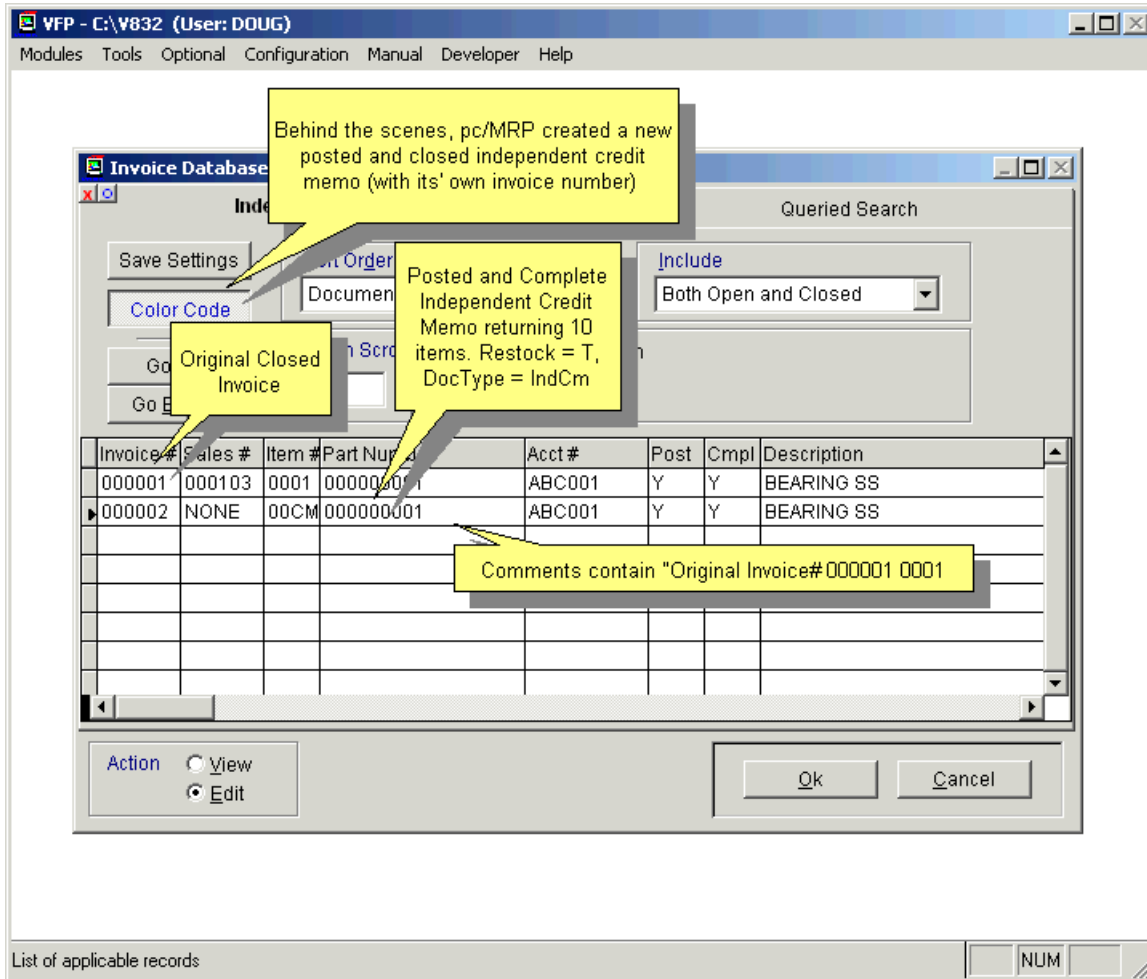 VFP - C:\V832 (User: DOUG)
Modules Tools Optional Configuration Manual Developer Help
Behind the scenes, pc/MRP created a new
posted and closed independent credit
memo (with its' own invoice number)
Invoice Database
Queried Search
Save Settings
Color Code
Include
Both Open and Closed
Posted and Complete
Independent Credit
Memo returning 10
items. Restock = T,
DocType = IndCm
Original Closed
Invoice
Go
Go E
Invoice # Sales # Item # Part Num Acct # Post Cmpl Description
000001 000103 0001 000000001 ABC001 Y Y BEARING SS
000002 NONE 00CM 000000001 ABC001 Y Y BEARING SS
Comments contain "Original Invoice# 000001 0001
Action View
Edit
Ok Cancel
List of applicable records NUM